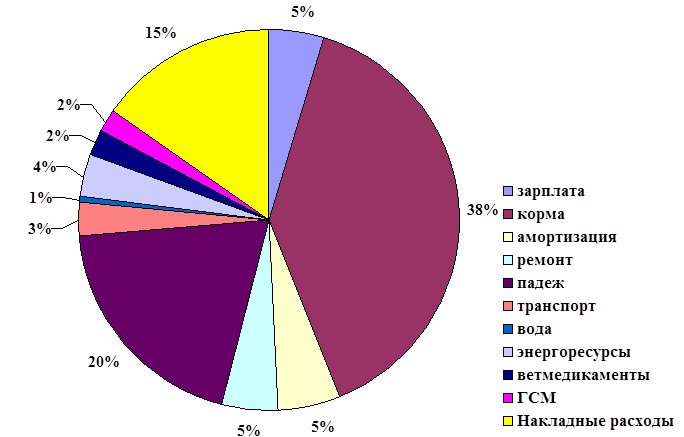 5%
15%
2%
2%
4%
1%
3%
20%
5%
5%
38%
зарплата
корма
амортизация
ремонт
падеж
транспорт
вода
энергоресурсы
ветмедикаменты
ГСМ
Накладные расходы